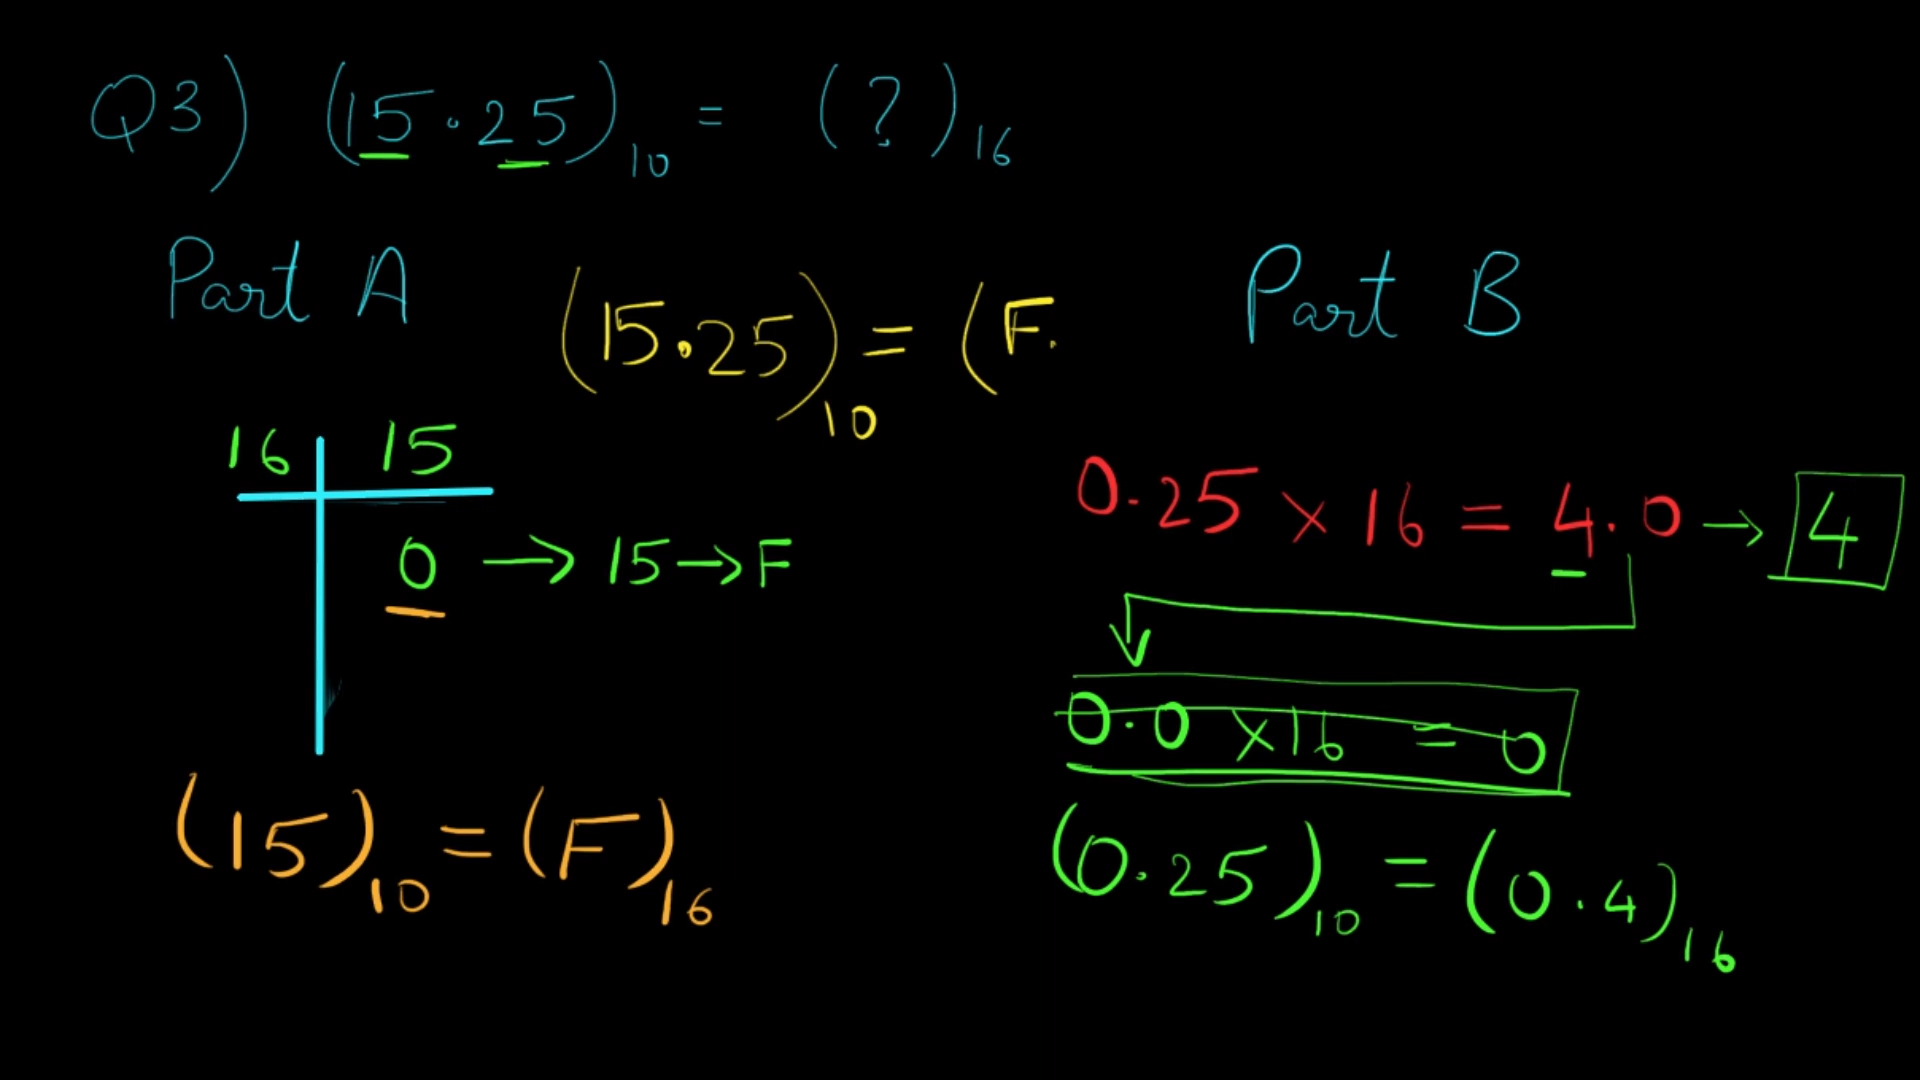 Q3) (15.25)10 = (?)16
Part A
(15.25)10 = (F.
16 15
0 → 15 → F
(15)10 = (F)16
Part B
0.25 × 16 = 4.0 → 4
0.0 × 16 = 0
(0.25)10 = (0.4)16